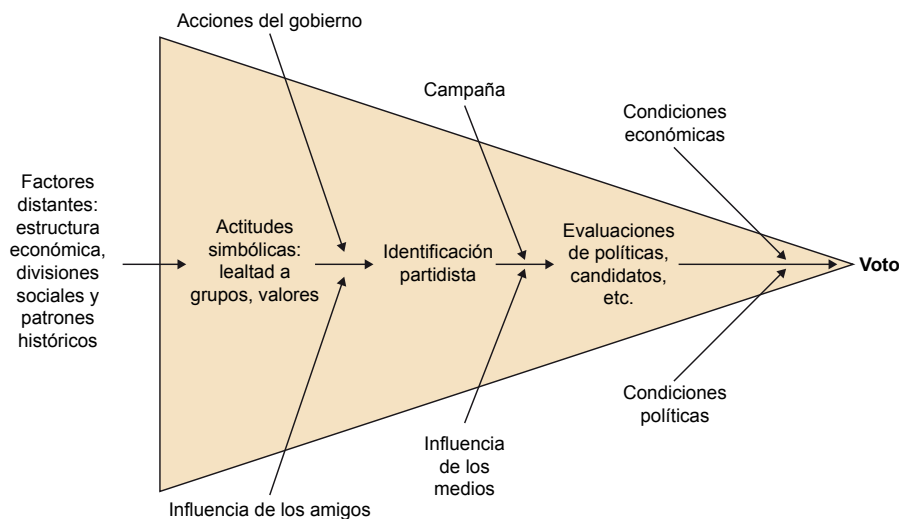 Acciones del gobierno
Campaña
Condiciones
económicas
Factores
distantes:
estructura
económica,
divisiones
sociales y
patrones
históricos
Actitudes
simbólicas:
lealtad a
grupos, valores
Identificación
partidista
Evaluaciones
de políticas,
candidatos,
etc.
Voto
Condiciones
políticas
Influencia
de los
medios
Influencia de los amigos